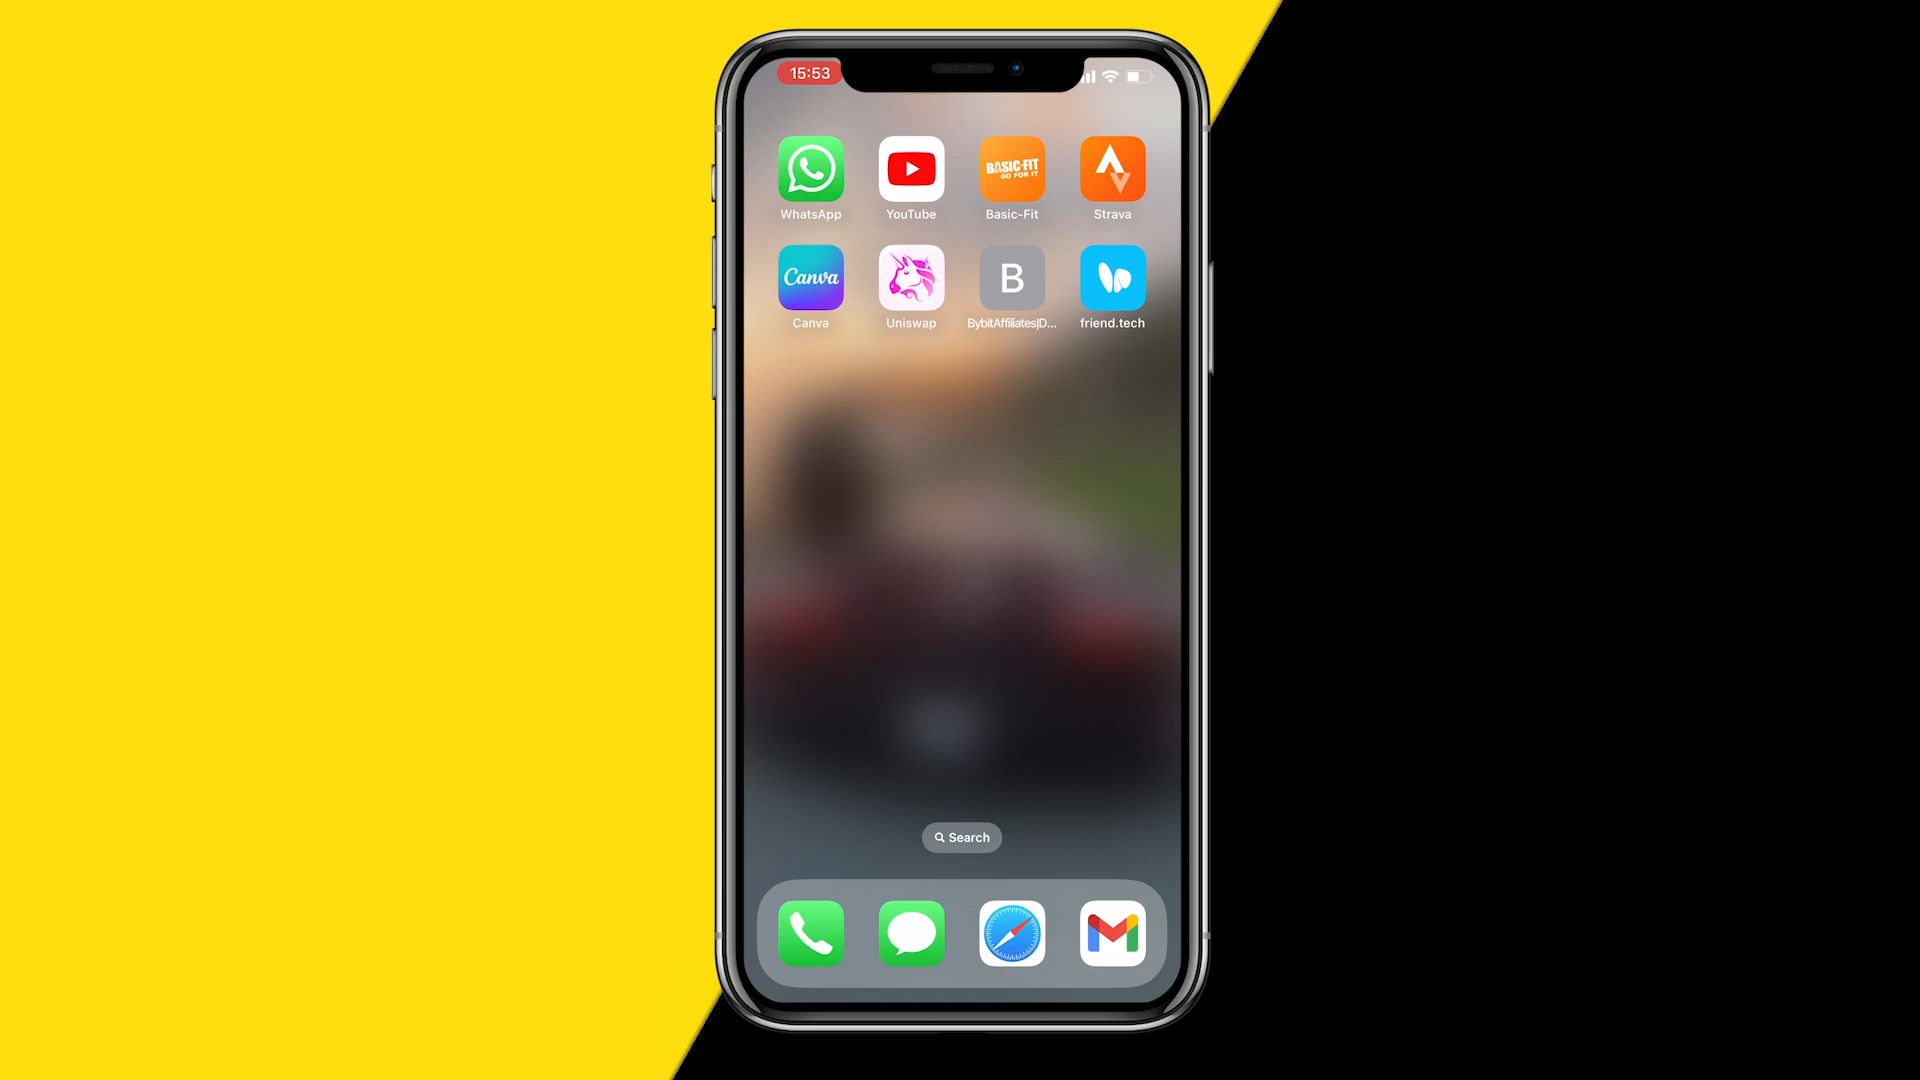 15:53
BASIC-FIT
GO FOR IT
WhatsApp YouTube Basic-Fit Strava
Canva B
Canva Uniswap BybitAffiliates|D... friend.tech
Search